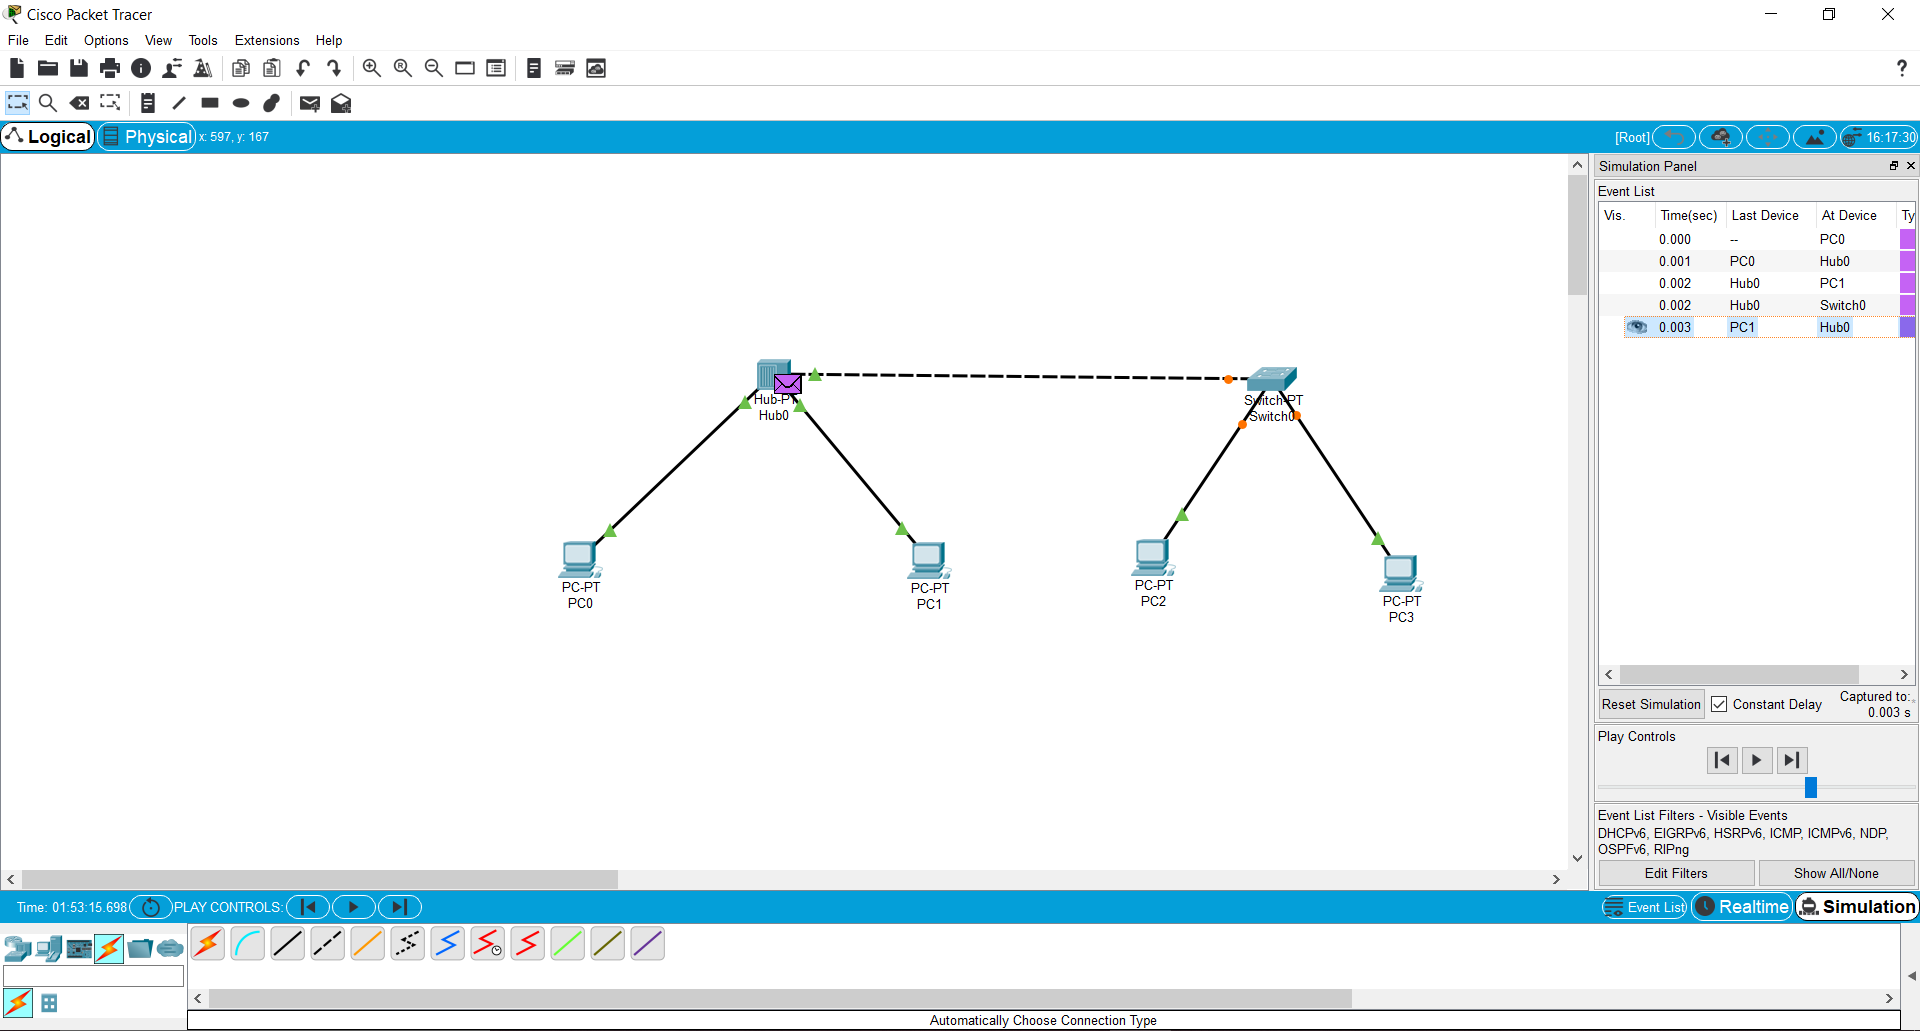 Cisco Packet Tracer
File Edit Options View Tools Extensions Help
Logical Physical x: 597, y: 167 [Root] 16:17:30
Simulation Panel
Event List
Vis. Time(sec) Last Device At Device Ty
0.000 -- PC0
0.001 PC0 Hub0
0.002 Hub0 PC1
0.002 Hub0 Switch0
0.003 PC1 Hub0
Hub-PT
Hub0
Switch-PT
Switch0
PC-PT
PC0
PC-PT
PC1
PC-PT
PC2
PC-PT
PC3
Reset Simulation Constant Delay Captured to:
0.003 s
Play Controls
Event List Filters - Visible Events
DHCPv6, EIGRPv6, HSRPv6, ICMP, ICMPv6, NDP,
OSPFv6, RIPng
Edit Filters Show All/None
Time: 01:53:15.698 PLAY CONTROLS: Event List Realtime Simulation
Automatically Choose Connection Type